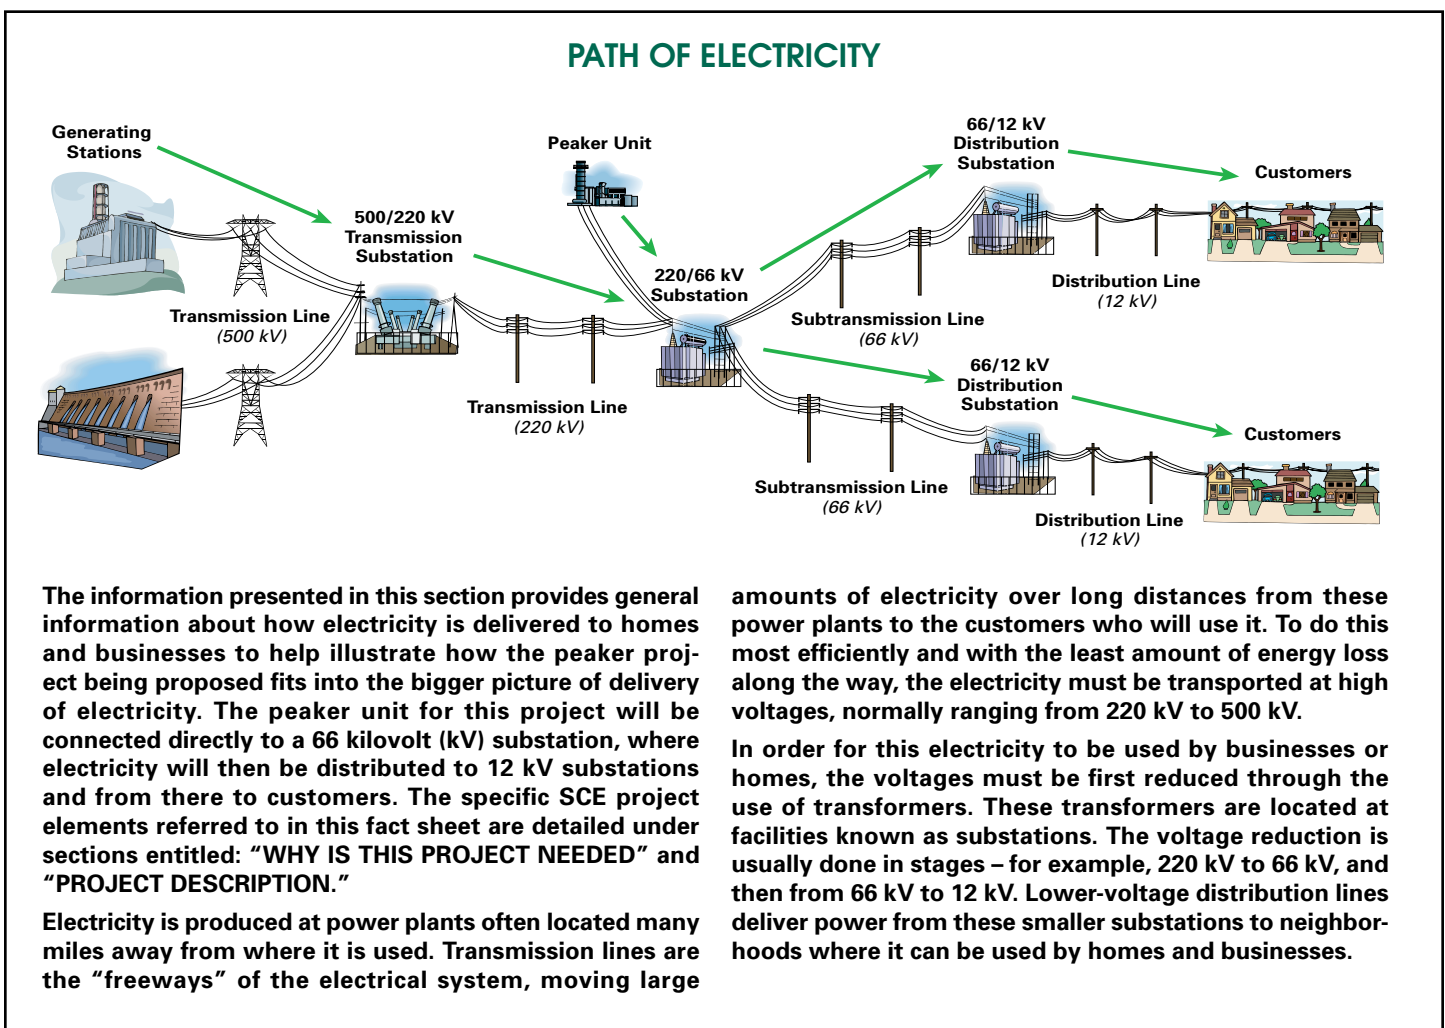 PATH OF ELECTRICITY
Generating
Stations
Transmission Line
(500 kV)
500/220 kV
Transmission
Substation
Transmission Line
(220 kV)
Peaker Unit
220/66 kV
Substation
66/12 kV
Distribution
Substation
Subtransmission Line
(66 kV)
Customers
Distribution Line
(12 kV)
66/12 kV
Distribution
Substation
Subtransmission Line
(66 kV)
Customers
Distribution Line
(12 kV)
The information presented in this section provides general
information about how electricity is delivered to homes
and businesses to help illustrate how the peaker proj-
ect being proposed fits into the bigger picture of delivery
of electricity. The peaker unit for this project will be
connected directly to a 66 kilovolt (kV) substation, where
electricity will then be distributed to 12 kV substations
and from there to customers. The specific SCE project
elements referred to in this fact sheet are detailed under
sections entitled: “WHY IS THIS PROJECT NEEDED” and
“PROJECT DESCRIPTION.”
Electricity is produced at power plants often located many
miles away from where it is used. Transmission lines are
the “freeways” of the electrical system, moving large
amounts of electricity over long distances from these
power plants to the customers who will use it. To do this
most efficiently and with the least amount of energy loss
along the way, the electricity must be transported at high
voltages, normally ranging from 220 kV to 500 kV.
In order for this electricity to be used by businesses or
homes, the voltages must be first reduced through the
use of transformers. These transformers are located at
facilities known as substations. The voltage reduction is
usually done in stages – for example, 220 kV to 66 kV, and
then from 66 kV to 12 kV. Lower-voltage distribution lines
deliver power from these smaller substations to neighbor-
hoods where it can be used by homes and businesses.